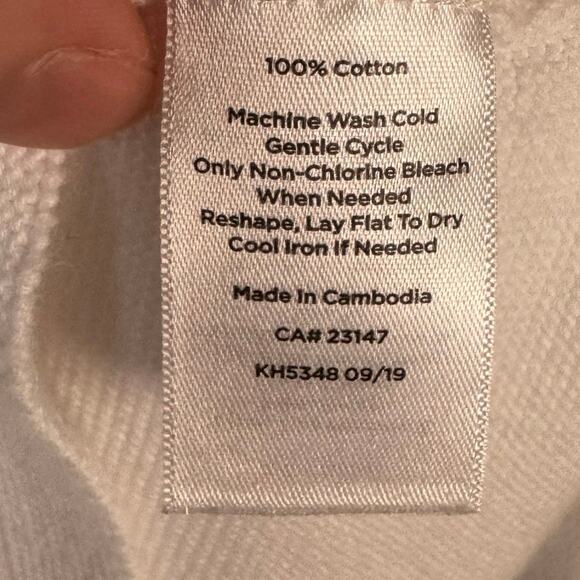 100% Cotton
Machine Wash Cold
Gentle Cycle
Only Non-Chlorine Bleach
When Needed
Reshape, Lay Flat To Dry
Cool Iron If Needed
Made In Cambodia
CA# 23147
KH5348 09/19